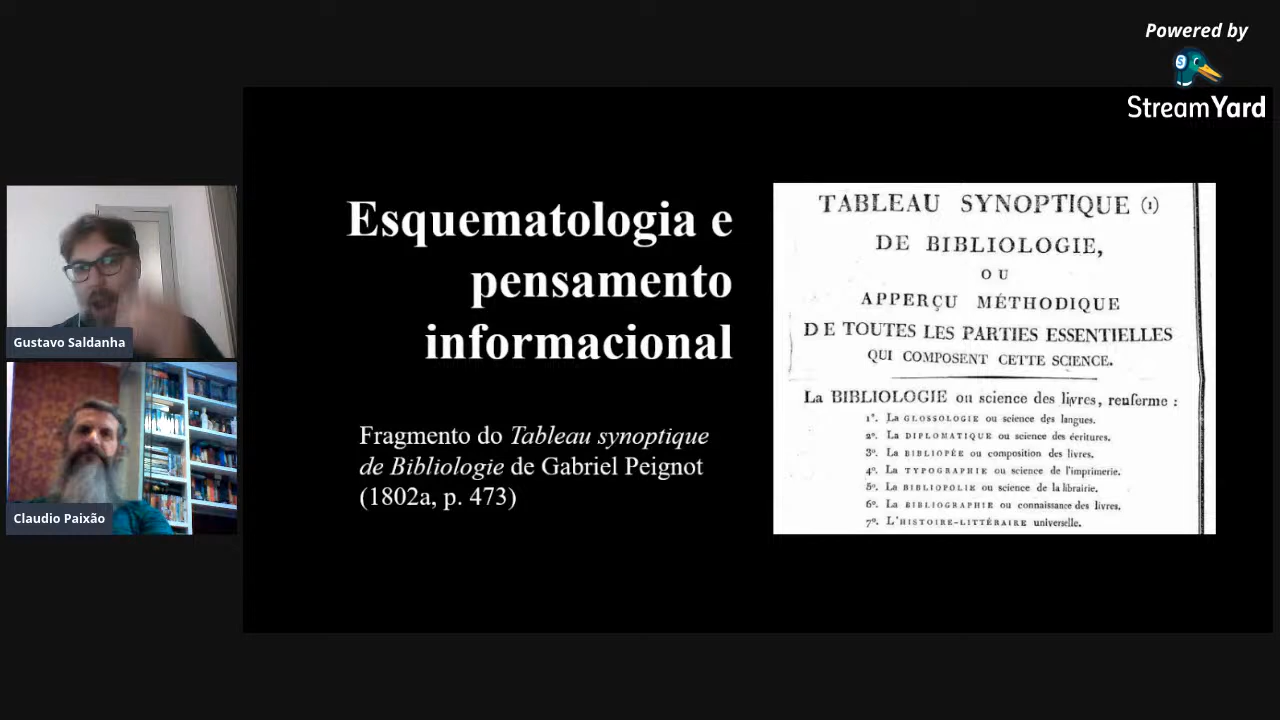 Powered by
S
StreamYard
Gustavo Saldanha
Claudio Paixão
Esquematologia e
pensamento
informacional
Fragmento do Tableau synoptique
de Bibliologie de Gabriel Peignot
(1802a, p. 473)
TABLEAU SYNOPTIQUE (1)
DE BIBLIOLOGIE,
OU
APPERÇU MÉTHODIQUE
DE TOUTES LES PARTIES ESSENTIELLES
QUI COMPOSENT CETTE SCIENCE.
La BIBLIOLOGIE ou science des livres, renferme :
1°. La GLOSSOLOGIE ou science des langues.
2°. La DIPLOMATIQUE ou science des écritures.
3°. La BIBLIOPÉE ou composition des livres.
4°. La TYPOGRAPHIE ou science de l'imprimerie.
5°. La BIBLIOPOLIE ou science de la librairie.
6°. La BIBLIOGRAPHIE ou connaissance des livres.
7°. L'HISTOIRE-LITTÉRAIRE universelle.